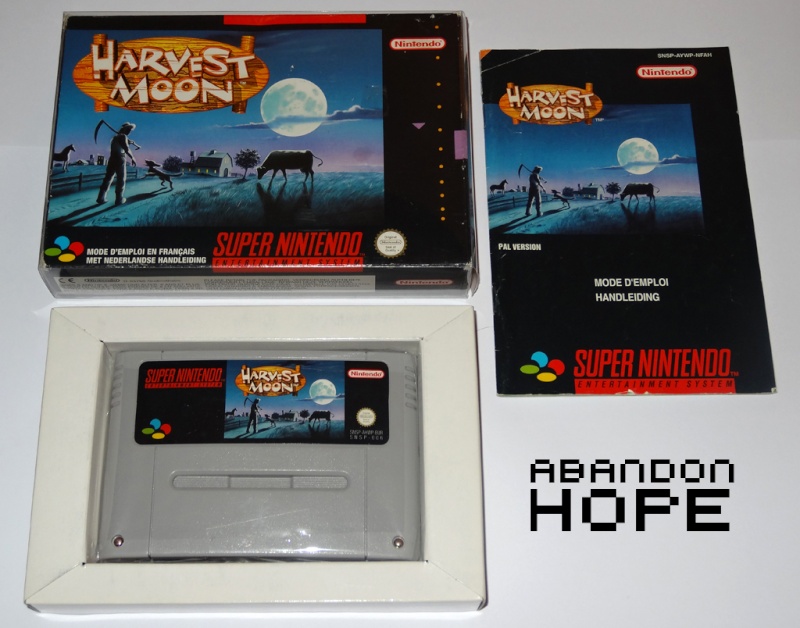 HARVEST
MOON
Nintendo
MODE D'EMPLOI EN FRANÇAIS
MET NEDERLANDSE HANDLEIDING
SUPER NINTENDO
ENTERTAINMENT SYSTEM
Nintendo
SNSP-AYWP-NFAH
Nintendo
HARVEST
MOON
PAL VERSION
MODE D'EMPLOI
HANDLEIDING
SUPER NINTENDO
ENTERTAINMENT SYSTEM
SUPER NINTENDO
ENTERTAINMENT SYSTEM
HARVEST
MOON
Nintendo
ABANDON
HOPE